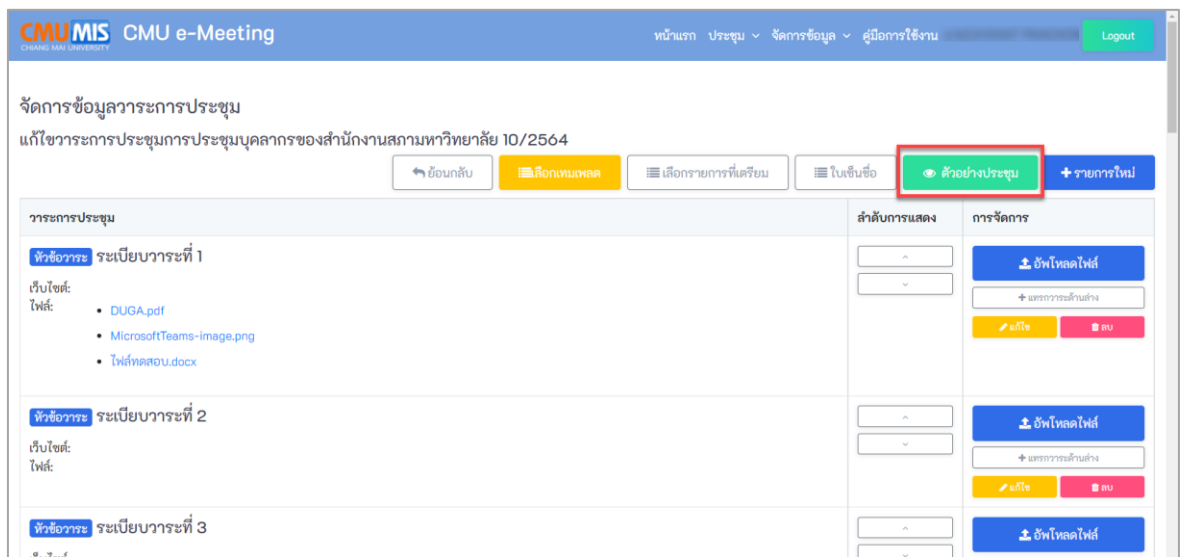 CMU MIS CMU e-Meeting หน้าแรก ประชุม จัดการข้อมูล คู่มือการใช้งาน Logout
CHIANG MAI UNIVERSITY
จัดการข้อมูลวาระการประชุม
แก้ไขวาระการประชุมการประชุมบุคลากรของสำนักงานสภามหาวิทยาลัย 10/2564
ย้อนกลับ เลือกเทมเพลต เลือกรายการที่เตรียม ใบเซ็นชื่อ ตัวอย่างประชุม + รายการใหม่
วาระการประชุม ลำดับการแสดง การจัดการ
หัวข้อวาระ ระเบียบวาระที่ 1 อัพโหลดไฟล์
เว็บไซต์:
+ แทรกวาระด้านล่าง
ไฟล์: • DUGA.pdf
แก้ไข ลบ
• MicrosoftTeams-image.png
• ไฟล์ทดสอบ.docx
หัวข้อวาระ ระเบียบวาระที่ 2 อัพโหลดไฟล์
เว็บไซต์:
+ แทรกวาระด้านล่าง
ไฟล์:
แก้ไข ลบ
หัวข้อวาระ ระเบียบวาระที่ 3 อัพโหลดไฟล์